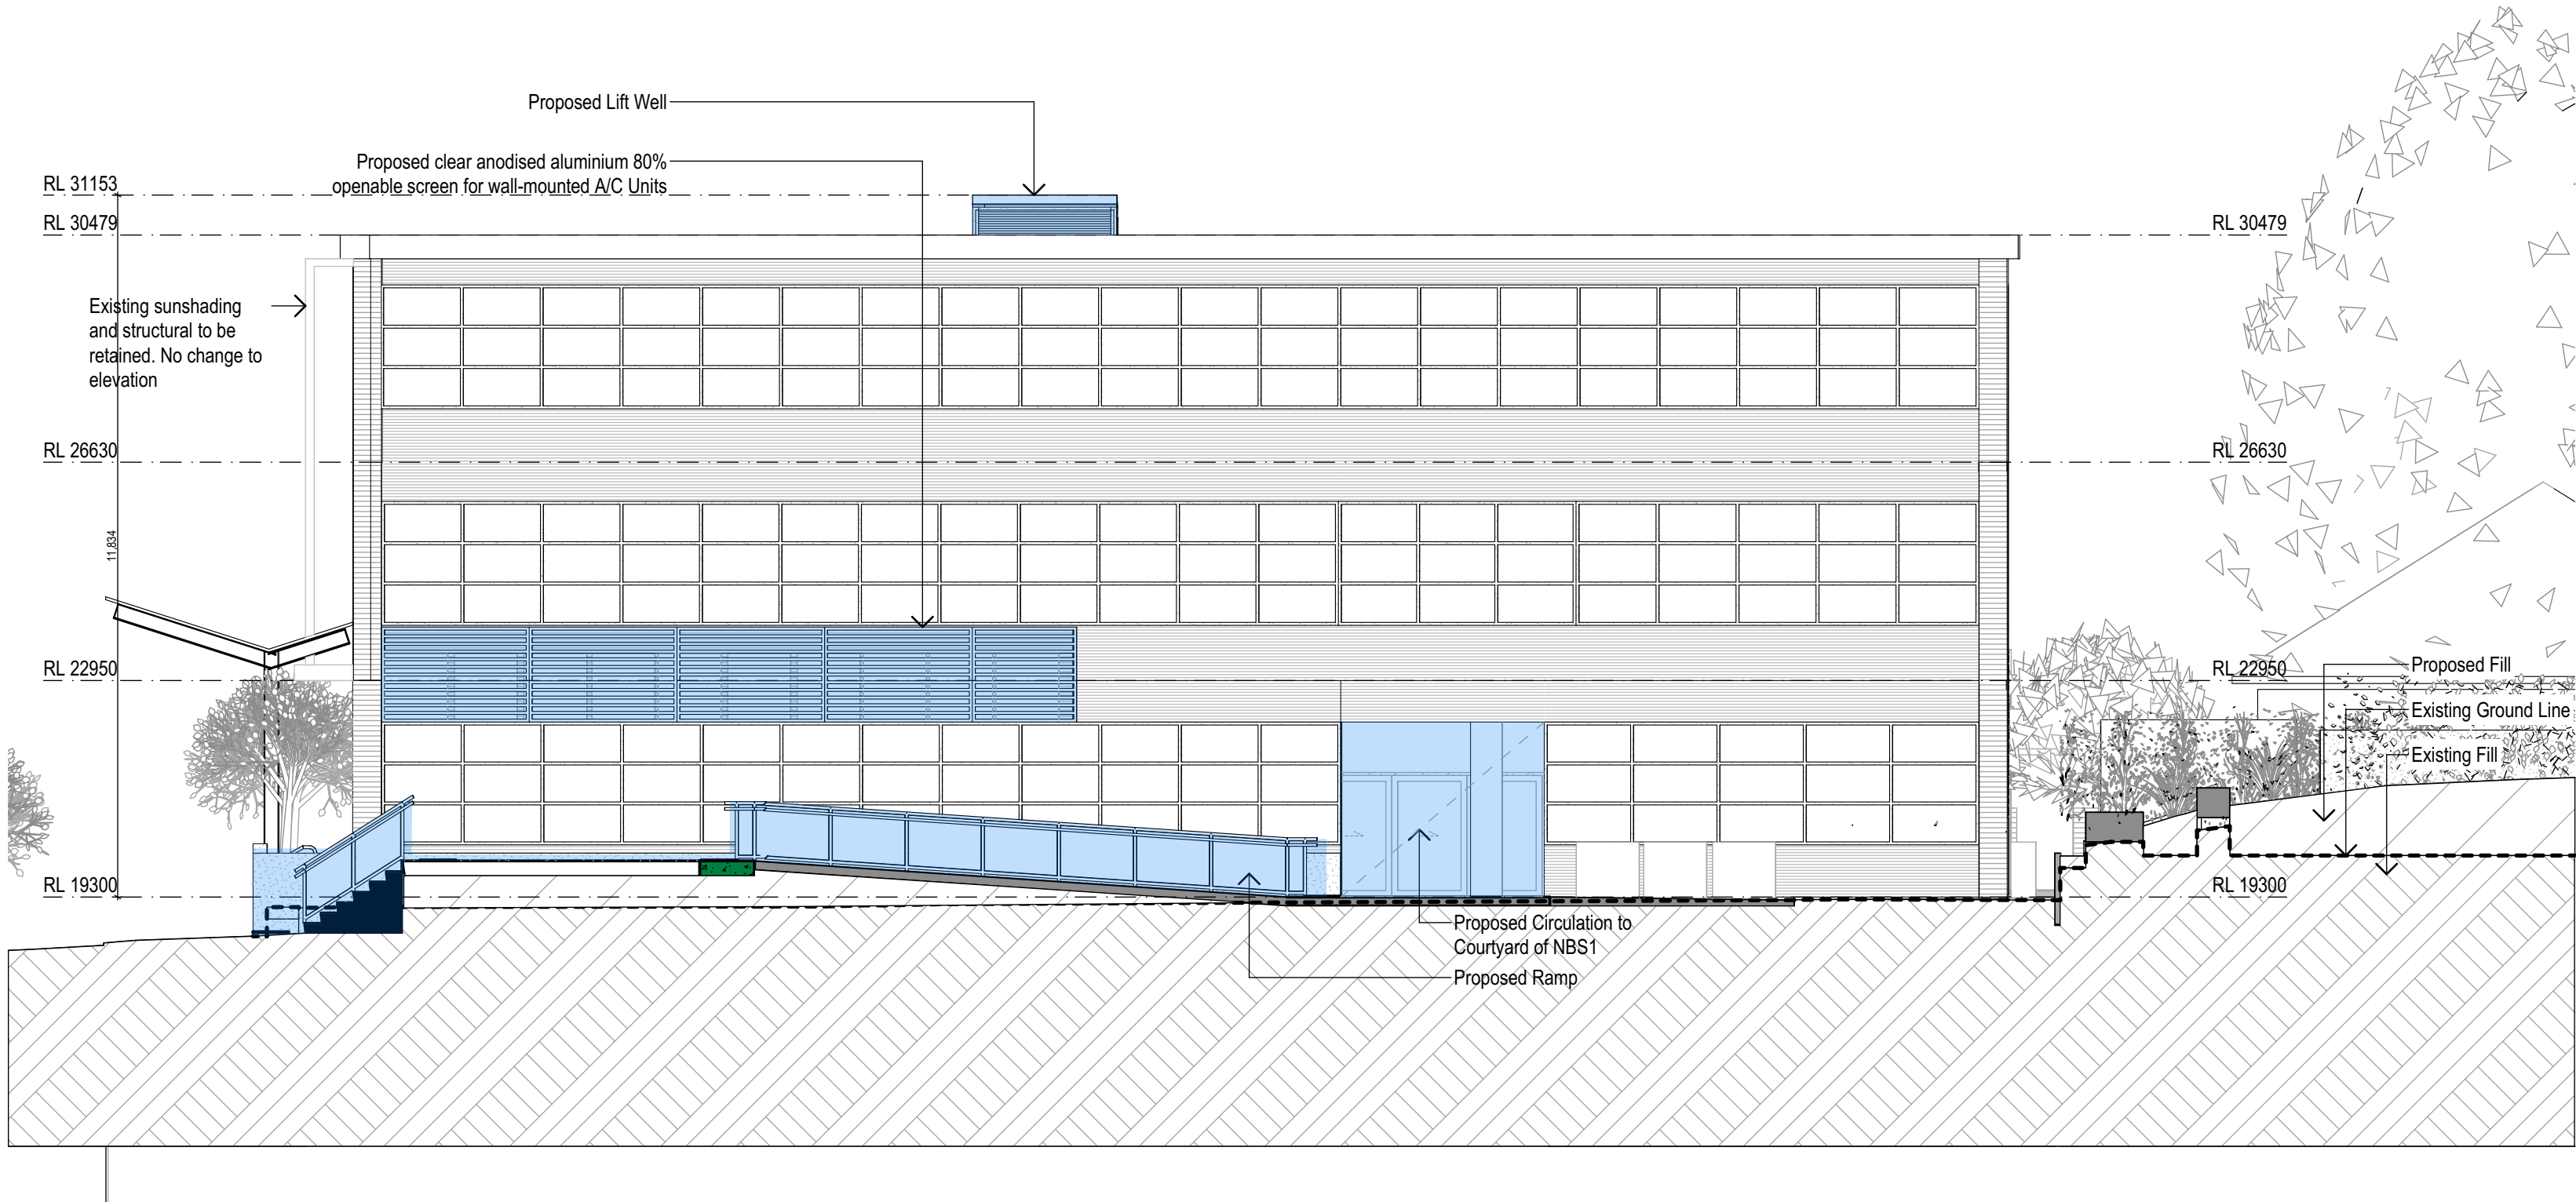 Proposed Lift Well
Proposed clear anodised aluminium 80%
openable screen for wall-mounted A/C Units
RL 31153
RL 30479
RL 30479
Existing sunshading
and structural to be
retained. No change to
elevation
RL 26630
RL 26630
11,834
RL 22950
RL 22950
Proposed Fill
Existing Ground Line
Existing Fill
RL 19300
RL 19300
Proposed Circulation to
Courtyard of NBS1
Proposed Ramp